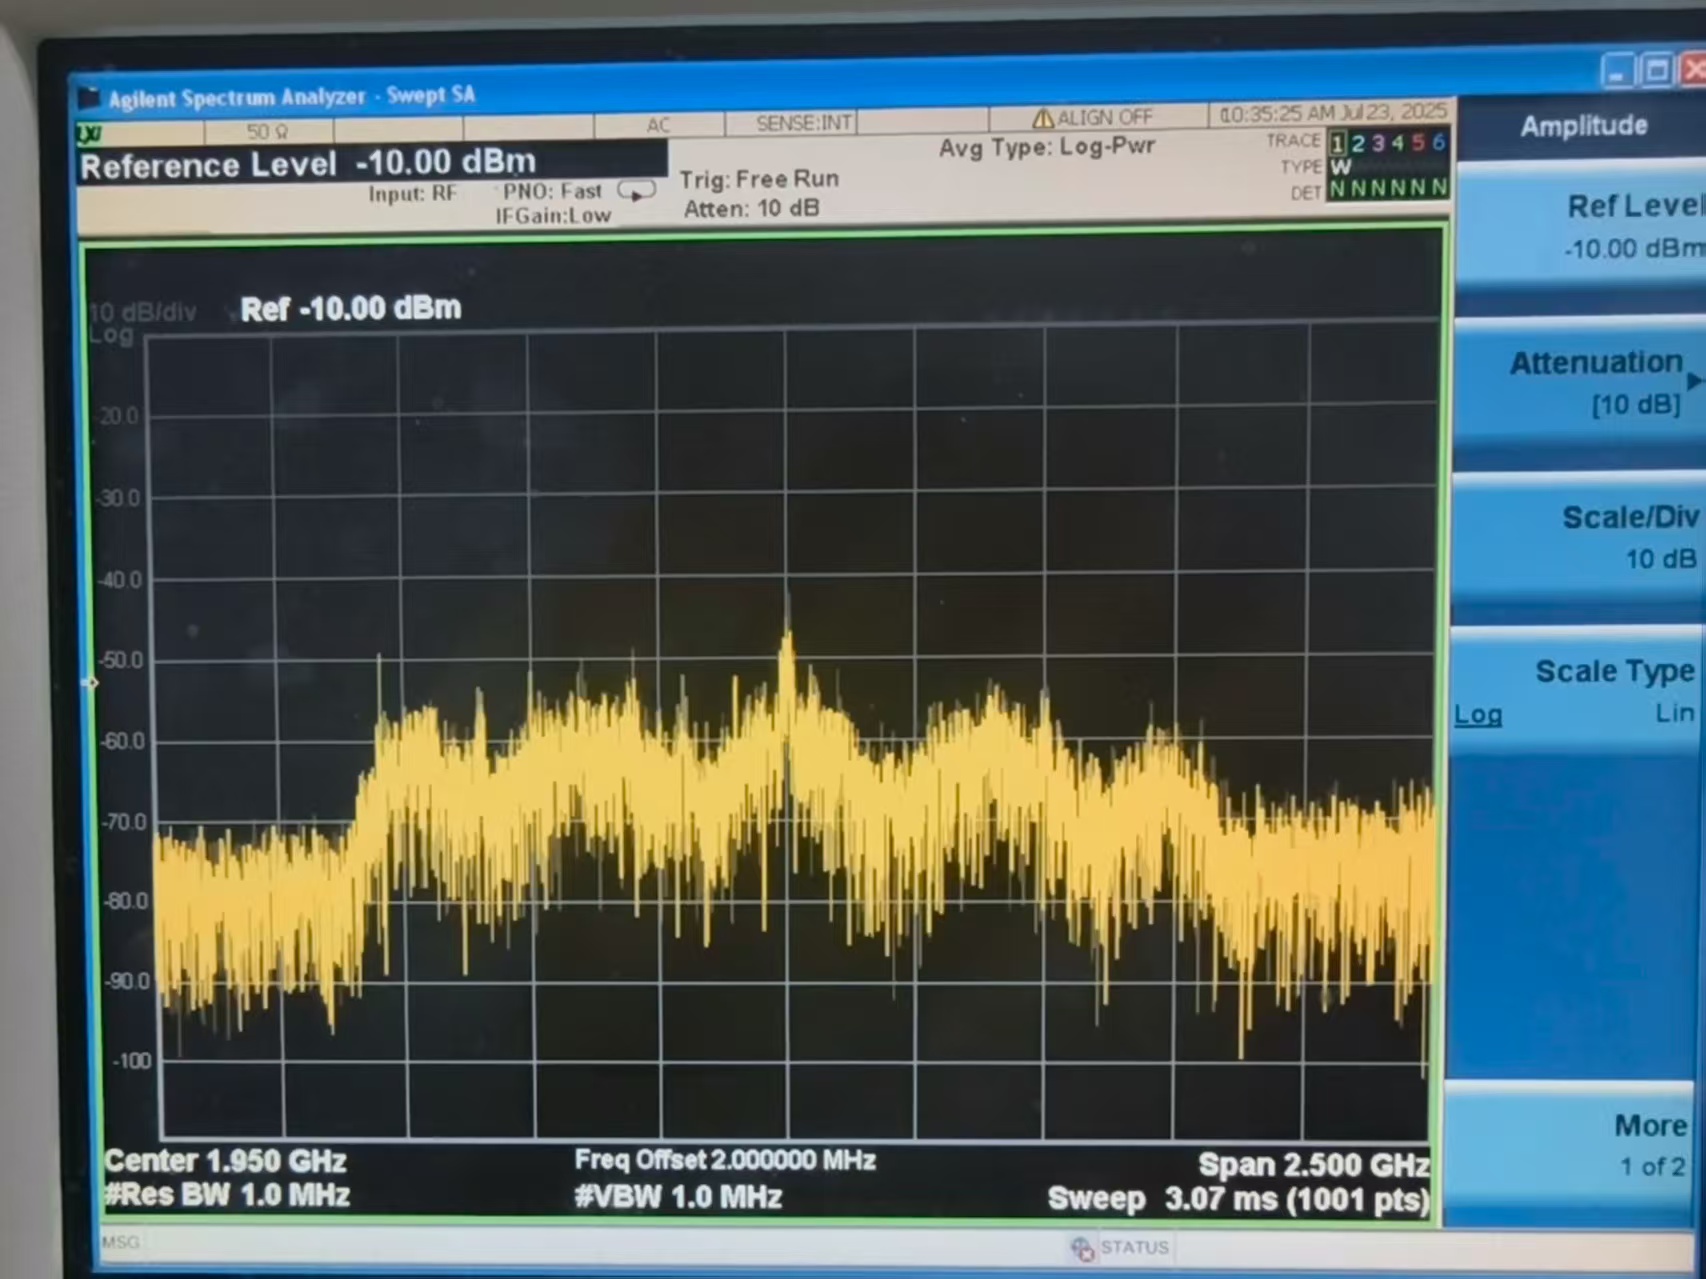 Agilent Spectrum Analyzer - Swept SA
LXI
50 Ω
AC
SENSE:INT
ALIGN OFF
10:35:25 AM Jul 23, 2025
Reference Level -10.00 dBm
Input: RF
PNO: Fast
IFGain:Low
Trig: Free Run
Atten: 10 dB
Avg Type: Log-Pwr
TRACE 1 2 3 4 5 6
TYPE W
DET N N N N N N
10 dB/div
Log
Ref -10.00 dBm
-20.0
-30.0
-40.0
-50.0
-60.0
-70.0
-80.0
-90.0
-100
Center 1.950 GHz
Freq Offset 2.000000 MHz
Span 2.500 GHz
#Res BW 1.0 MHz
#VBW 1.0 MHz
Sweep 3.07 ms (1001 pts)
MSG
STATUS
Amplitude
Ref Level
-10.00 dBm
Attenuation
[10 dB]
Scale/Div
10 dB
Scale Type
Log Lin
More
1 of 2